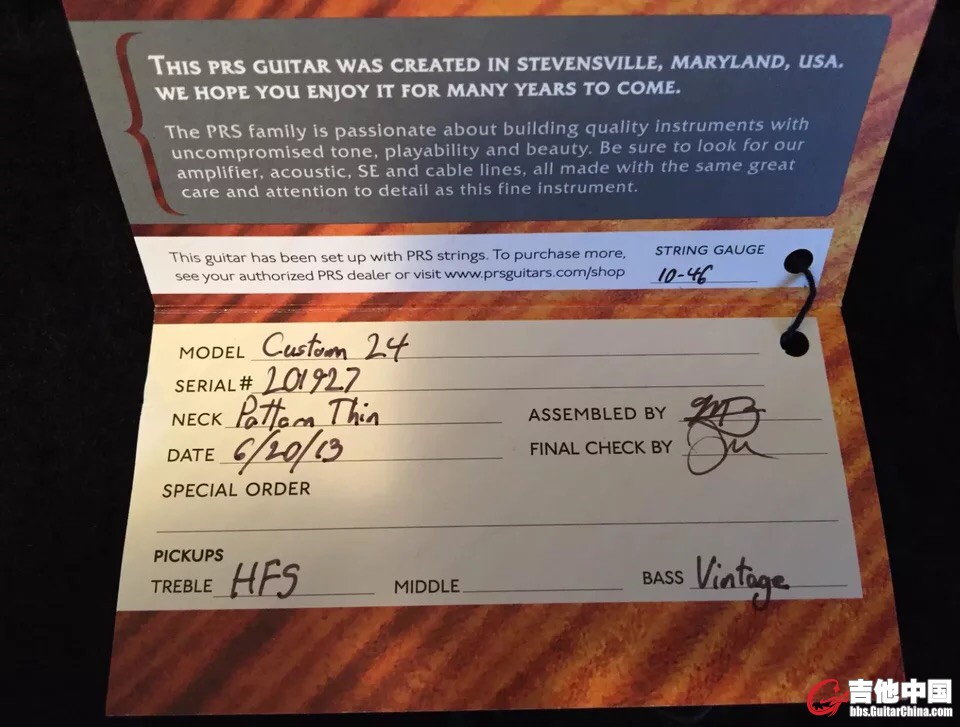 THIS PRS GUITAR WAS CREATED IN STEVENSVILLE, MARYLAND, USA.
WE HOPE YOU ENJOY IT FOR MANY YEARS TO COME.
The PRS family is passionate about building quality instruments with
uncompromised tone, playability and beauty. Be sure to look for our
amplifier, acoustic, SE and cable lines, all made with the same great
care and attention to detail as this fine instrument.
This guitar has been set up with PRS strings. To purchase more,
see your authorized PRS dealer or visit www.prsguitars.com/shop
STRING GAUGE
10-46
MODEL Custom 24
SERIAL# 201927
NECK Pattern Thin
DATE 6/20/13
ASSEMBLED BY
FINAL CHECK BY
SPECIAL ORDER
PICKUPS
TREBLE HFS MIDDLE BASS Vintage
吉他中国
bbs.GuitarChina.com